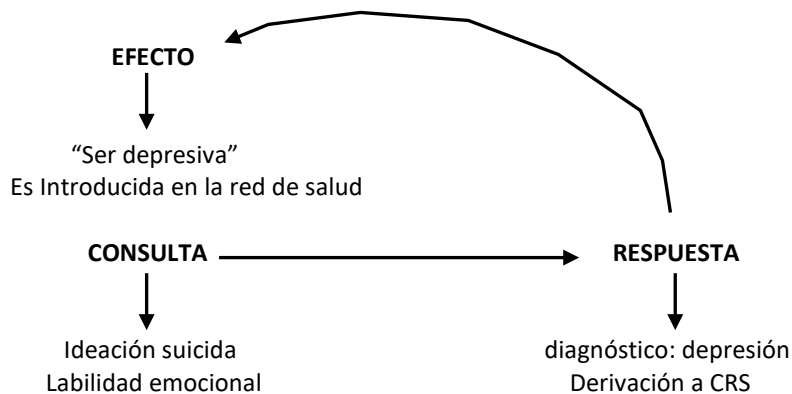 EFECTO
“Ser depresiva”
Es Introducida en la red de salud
CONSULTA
RESPUESTA
Ideación suicida
Labilidad emocional
diagnóstico: depresión
Derivación a CRS